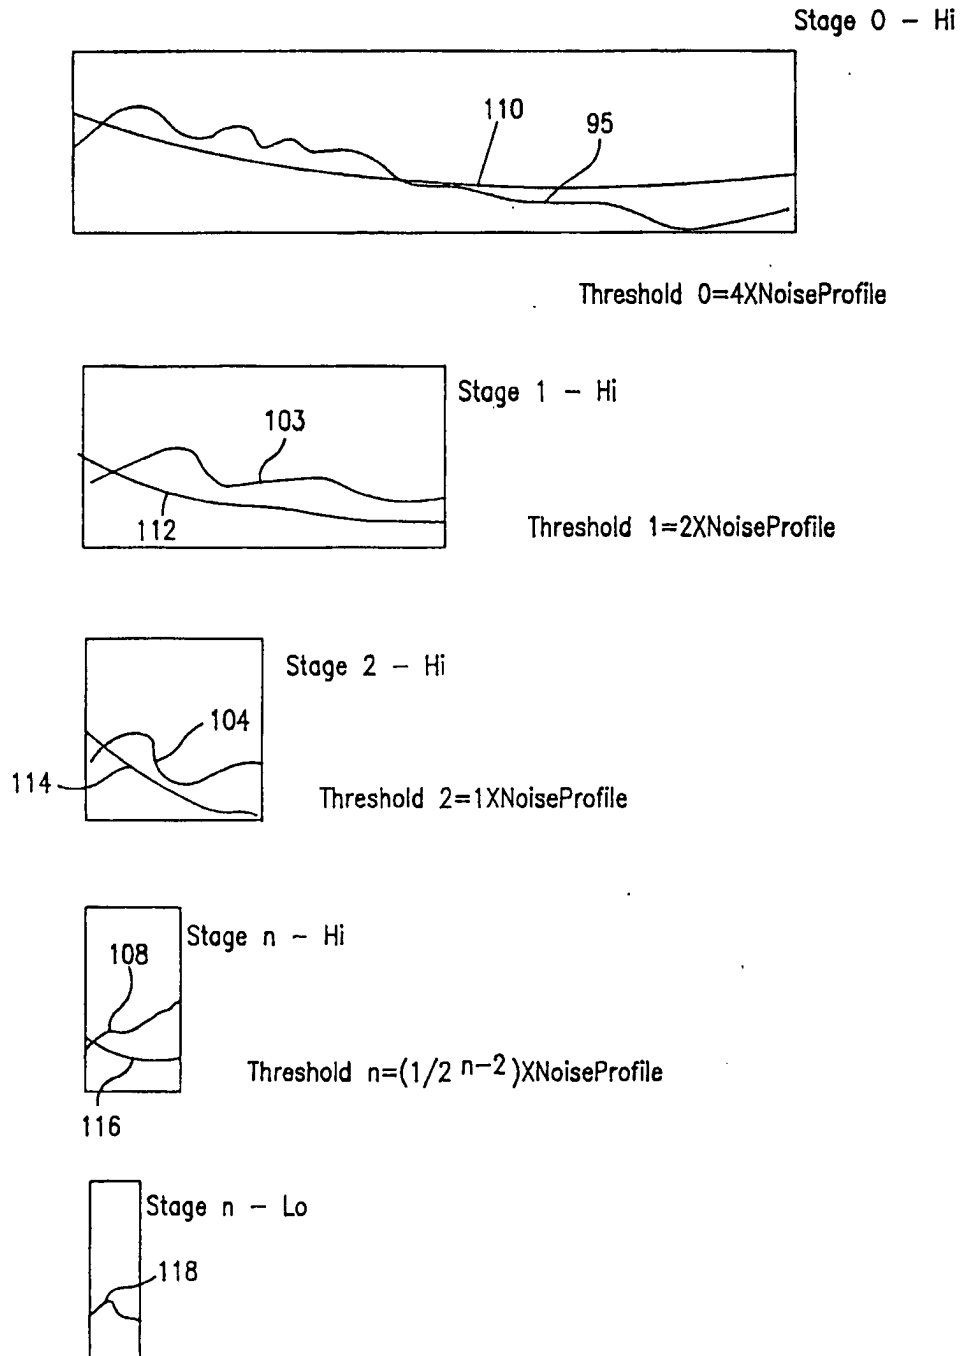 Stage 0 – Hi
110
95
Threshold 0=4XNoiseProfile
Stage 1 – Hi
103
112
Threshold 1=2XNoiseProfile
Stage 2 – Hi
104
114
Threshold 2=1XNoiseProfile
Stage n – Hi
108
Threshold n=(1/2 n–2)XNoiseProfile
116
Stage n – Lo
118